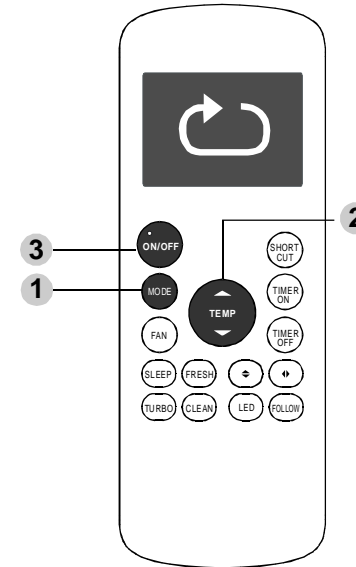 2
3
ON/OFF
SHORT
CUT
1
MODE
TEMP
TIMER
ON
FAN
TIMER
OFF
SLEEP FRESH
TURBO CLEAN LED FOLLOW